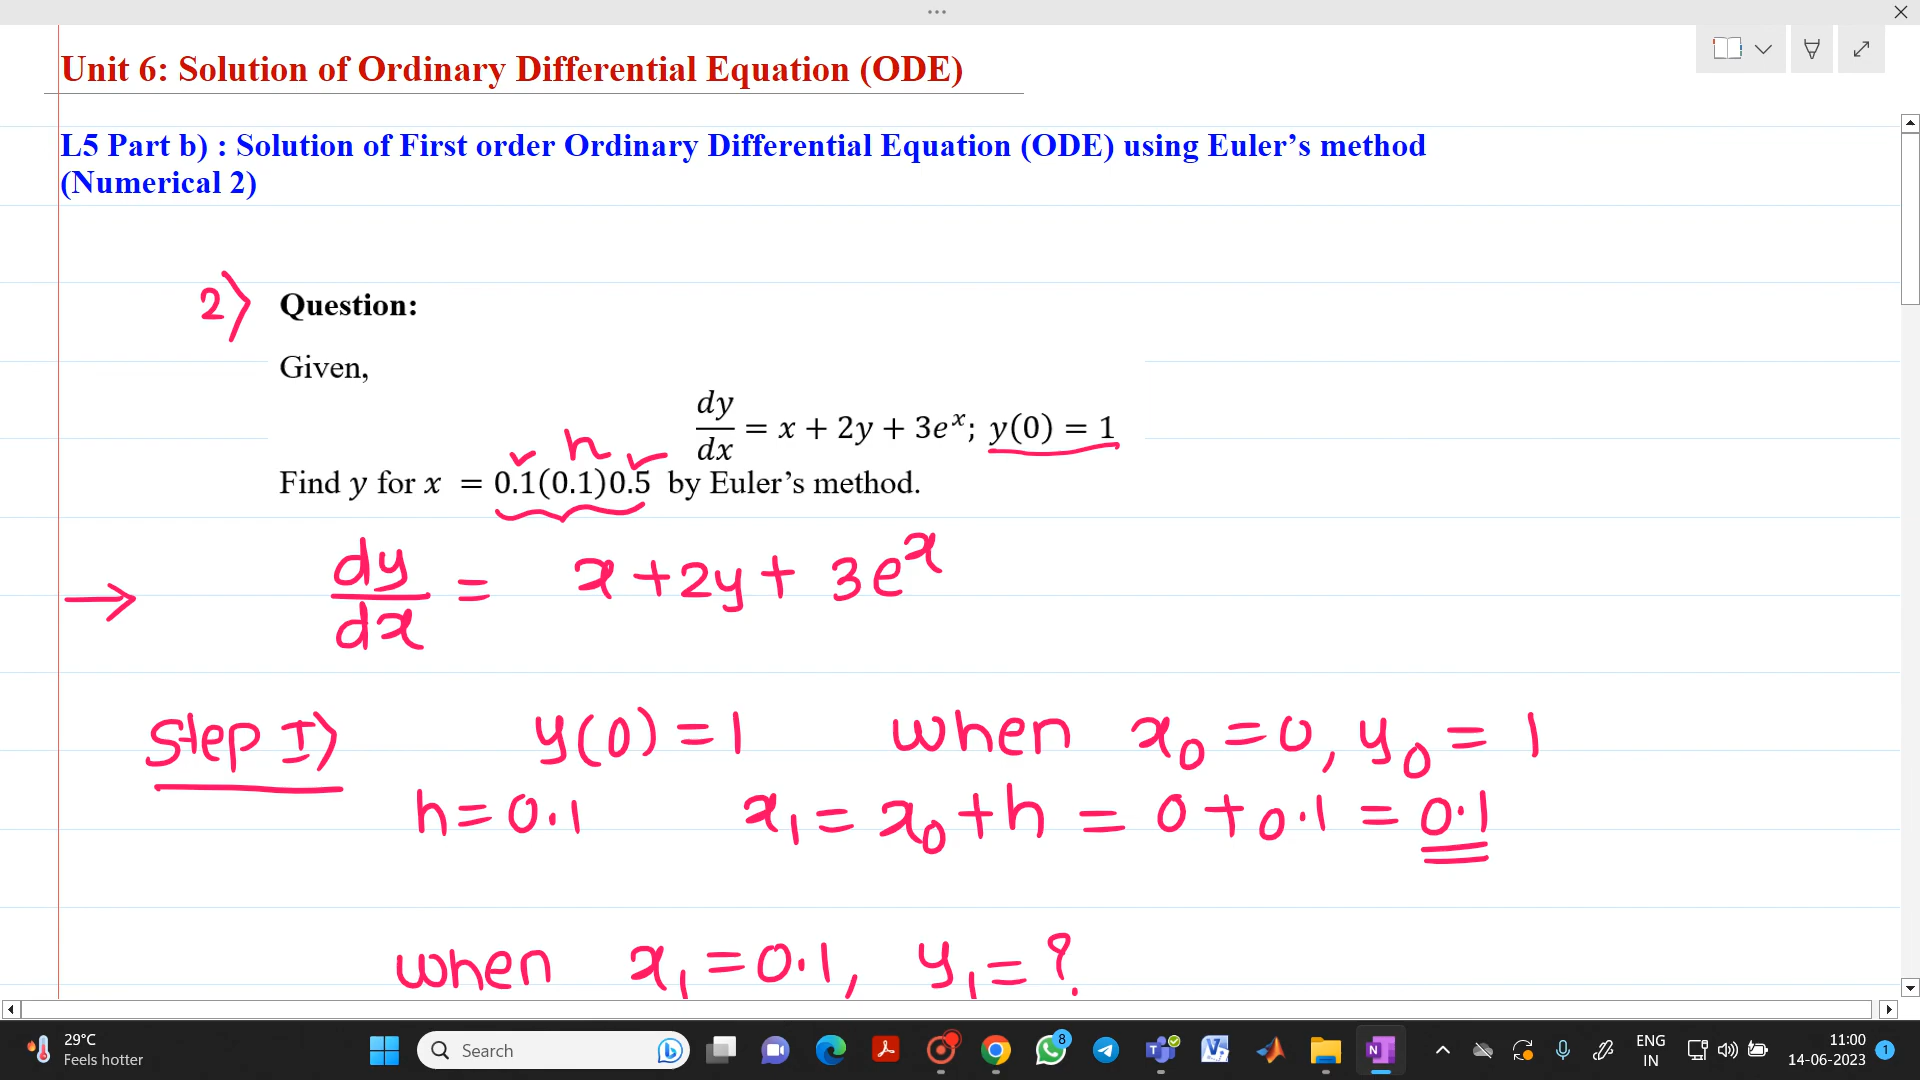 Unit 6: Solution of Ordinary Differential Equation (ODE)
L5 Part b) : Solution of First order Ordinary Differential Equation (ODE) using Euler’s method
(Numerical 2)
2) Question:
Given,
dy/dx = x + 2y + 3eˣ; y(0) = 1
h
Find y for x = 0.1(0.1)0.5 by Euler’s method.
→ dy/dx = x + 2y + 3eˣ
Step I) y(0) = 1 when x₀ = 0, y₀ = 1
h = 0.1 x₁ = x₀ + h = 0 + 0.1 = 0.1
when x₁ = 0.1, y₁ = ?
29°C
Feels hotter
Search
8
ENG
IN
11:00
14-06-2023
1